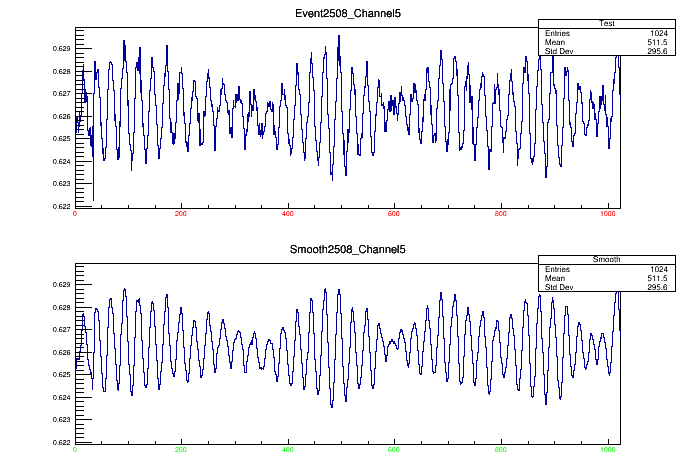 Event2508_Channel5
Test
Entries 1024
Mean 511.5
Std Dev 295.6
0.629
0.628
0.627
0.626
0.625
0.624
0.623
0.622
0 200 400 600 800 1000
Smooth2508_Channel5
Smooth
Entries 1024
Mean 511.5
Std Dev 295.6
0.629
0.628
0.627
0.626
0.625
0.624
0.623
0.622
0 200 400 600 800 1000